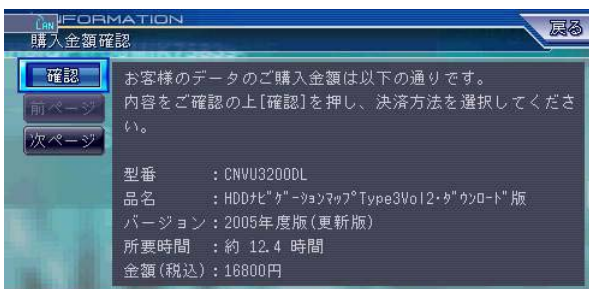 LAN INFORMATION
購入金額確認
戻る
確認
前ページ
次ページ
お客様のデータのご購入金額は以下の通りです。
内容をご確認の上[確認]を押し、決済方法を選択してくださ
い。
型番 :CNVU3200DL
品名 :HDDﾅﾋﾞｹﾞｰｼｮﾝﾏｯﾌﾟType3Vol2・ﾀﾞｳﾝﾛｰﾄﾞ版
バージョン:2005年度版(更新版)
所要時間 :約 12.4 時間
金額(税込):16800円